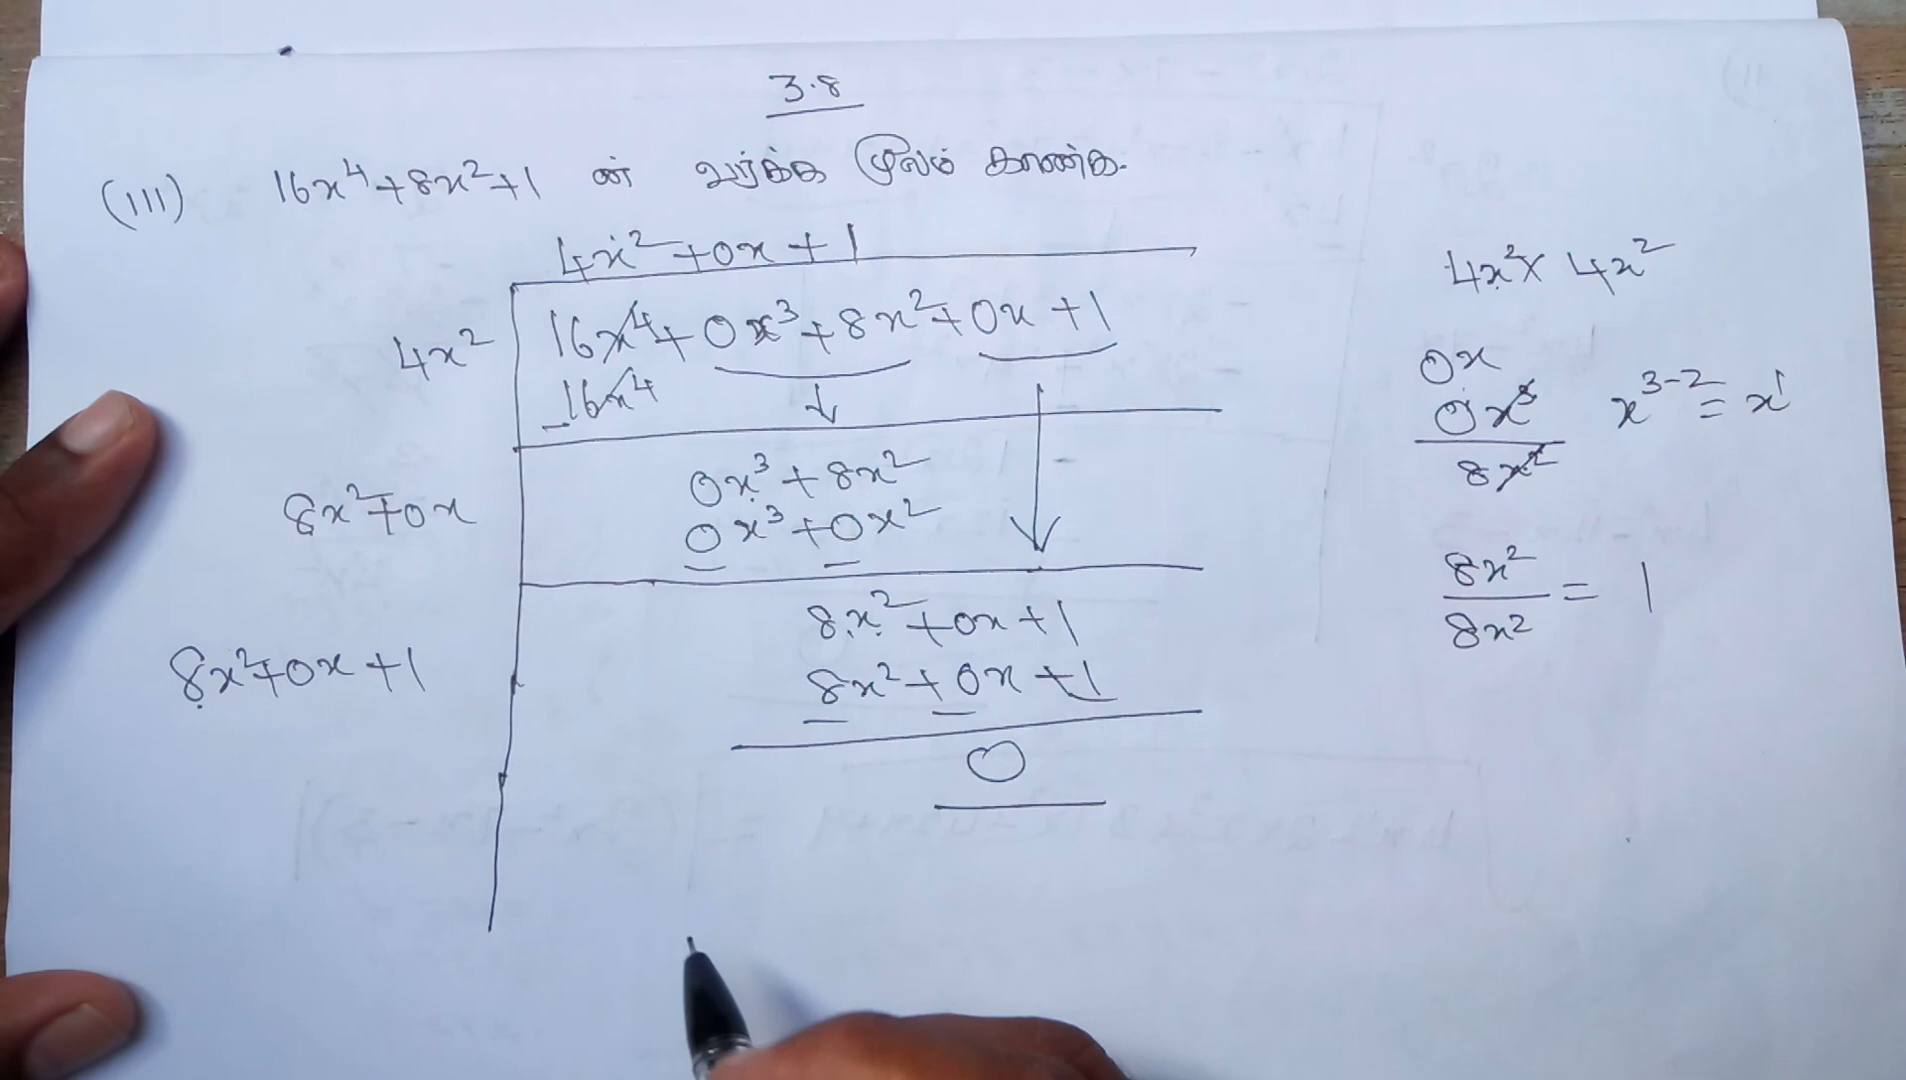 3.8
(iii) 16x⁴+8x²+1 ன் வர்க்க மூலம் காண்க.
4x²+0x+1
4x² 16x⁴+0x³+8x²+0x+1
16x⁴
0x³+8x²
8x²+0x 0x³+0x²
8x²+0x+1
8x²+0x+1 8x²+0x+1
0
4x²× 4x²
0x
0x³ x³⁻²=x¹
8x²
8x² = 1
8x²